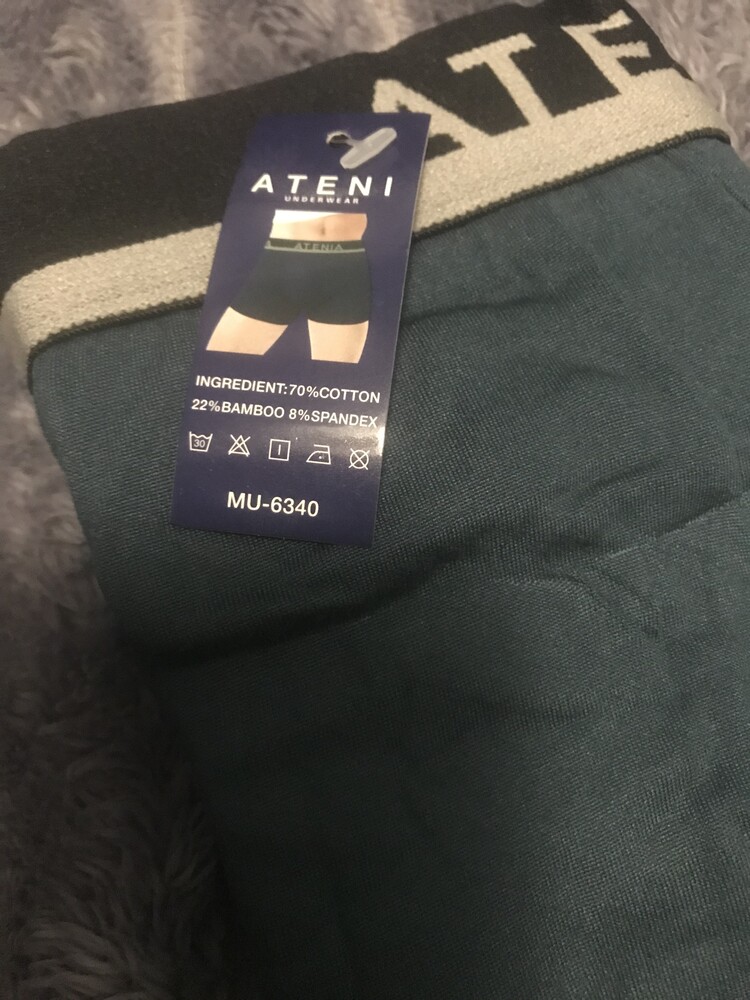 ATE
ATENI
UNDERWEAR
ATENIA
INGREDIENT:70%COTTON
22%BAMBOO 8%SPANDEX
30
MU-6340